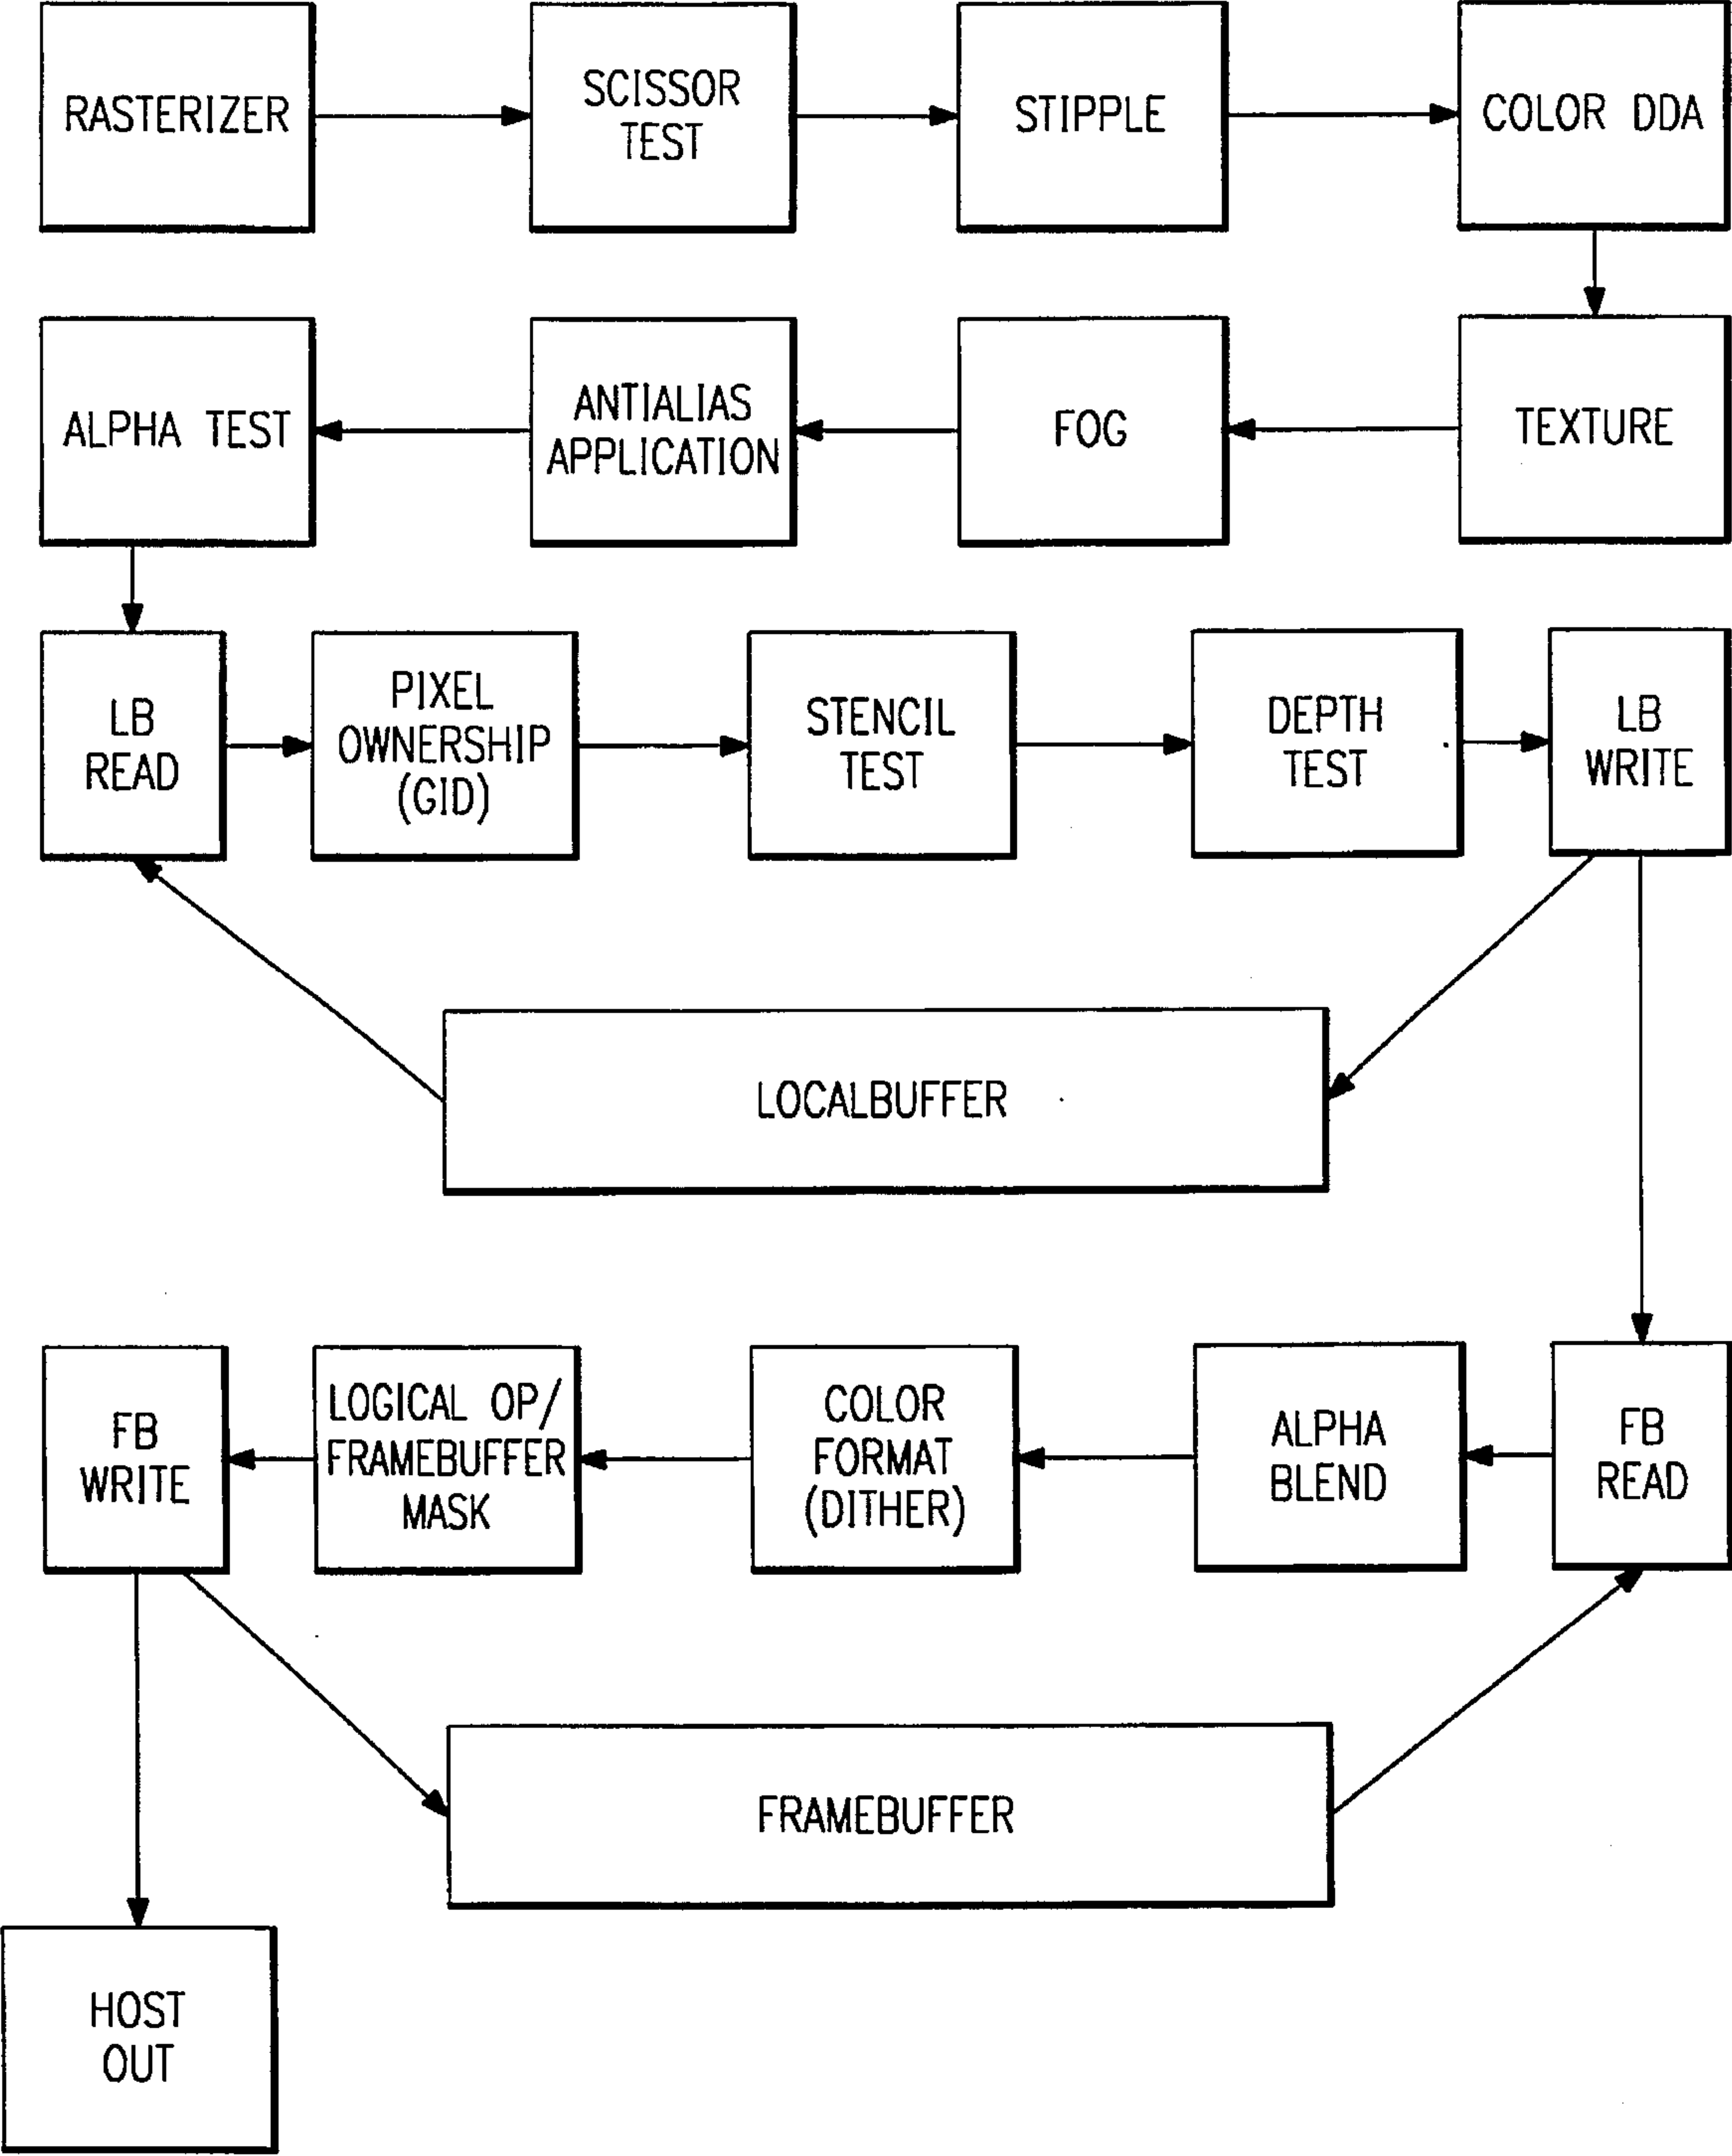 RASTERIZER
SCISSOR
TEST
STIPPLE
COLOR DDA
ALPHA TEST
ANTIALIAS
APPLICATION
FOG
TEXTURE
LB
READ
PIXEL
OWNERSHIP
(GID)
STENCIL
TEST
DEPTH
TEST
LB
WRITE
LOCALBUFFER
FB
WRITE
LOGICAL OP/
FRAMEBUFFER
MASK
COLOR
FORMAT
(DITHER)
ALPHA
BLEND
FB
READ
FRAMEBUFFER
HOST
OUT